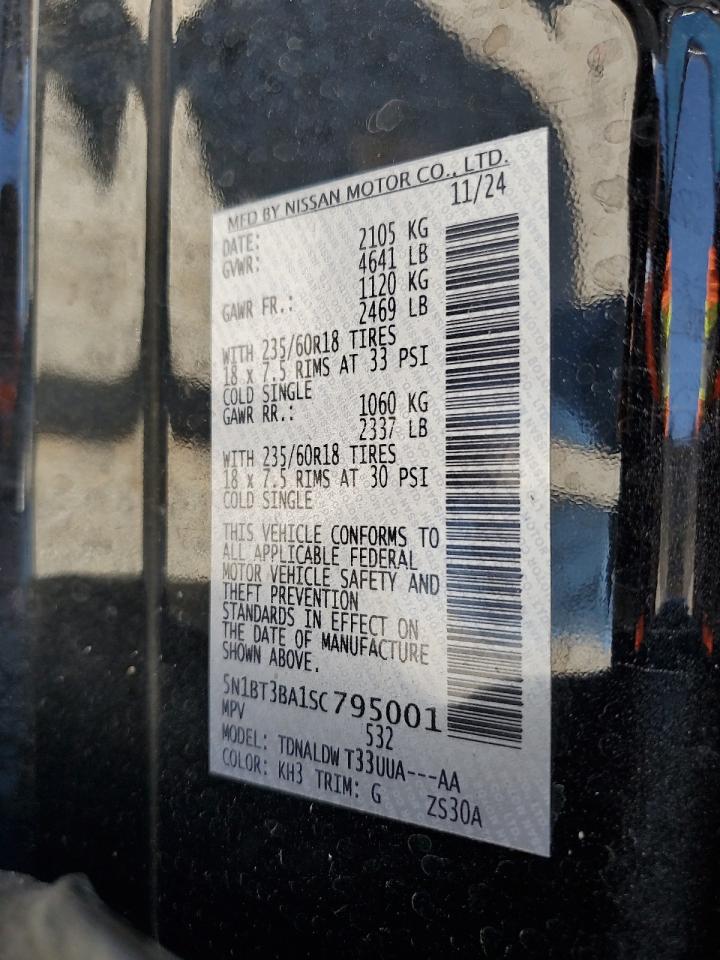 MFD BY NISSAN MOTOR CO., LTD.
DATE: 11/24
GVWR: 2105 KG
4641 LB
GAWR FR.: 1120 KG
2469 LB
WITH 235/60R18 TIRES
18 x 7.5 RIMS AT 33 PSI
COLD SINGLE
GAWR RR.: 1060 KG
2337 LB
WITH 235/60R18 TIRES
18 x 7.5 RIMS AT 30 PSI
COLD SINGLE
THIS VEHICLE CONFORMS TO
ALL APPLICABLE FEDERAL
MOTOR VEHICLE SAFETY AND
THEFT PREVENTION
STANDARDS IN EFFECT ON
THE DATE OF MANUFACTURE
SHOWN ABOVE.
5N1BT3BA1SC795001
MPV 532
MODEL: TDNALDWT33UUA---AA
COLOR: KH3 TRIM: G ZS30A